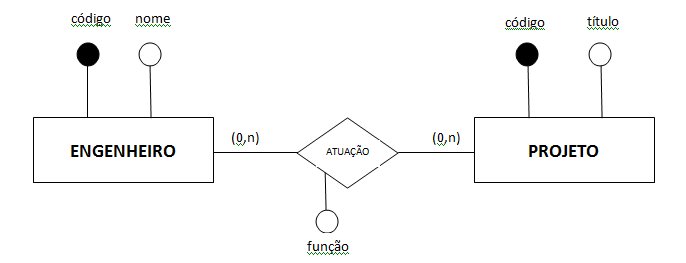 código nome código título
(0,n) (0,n)
ENGENHEIRO ATUAÇÃO PROJETO
função